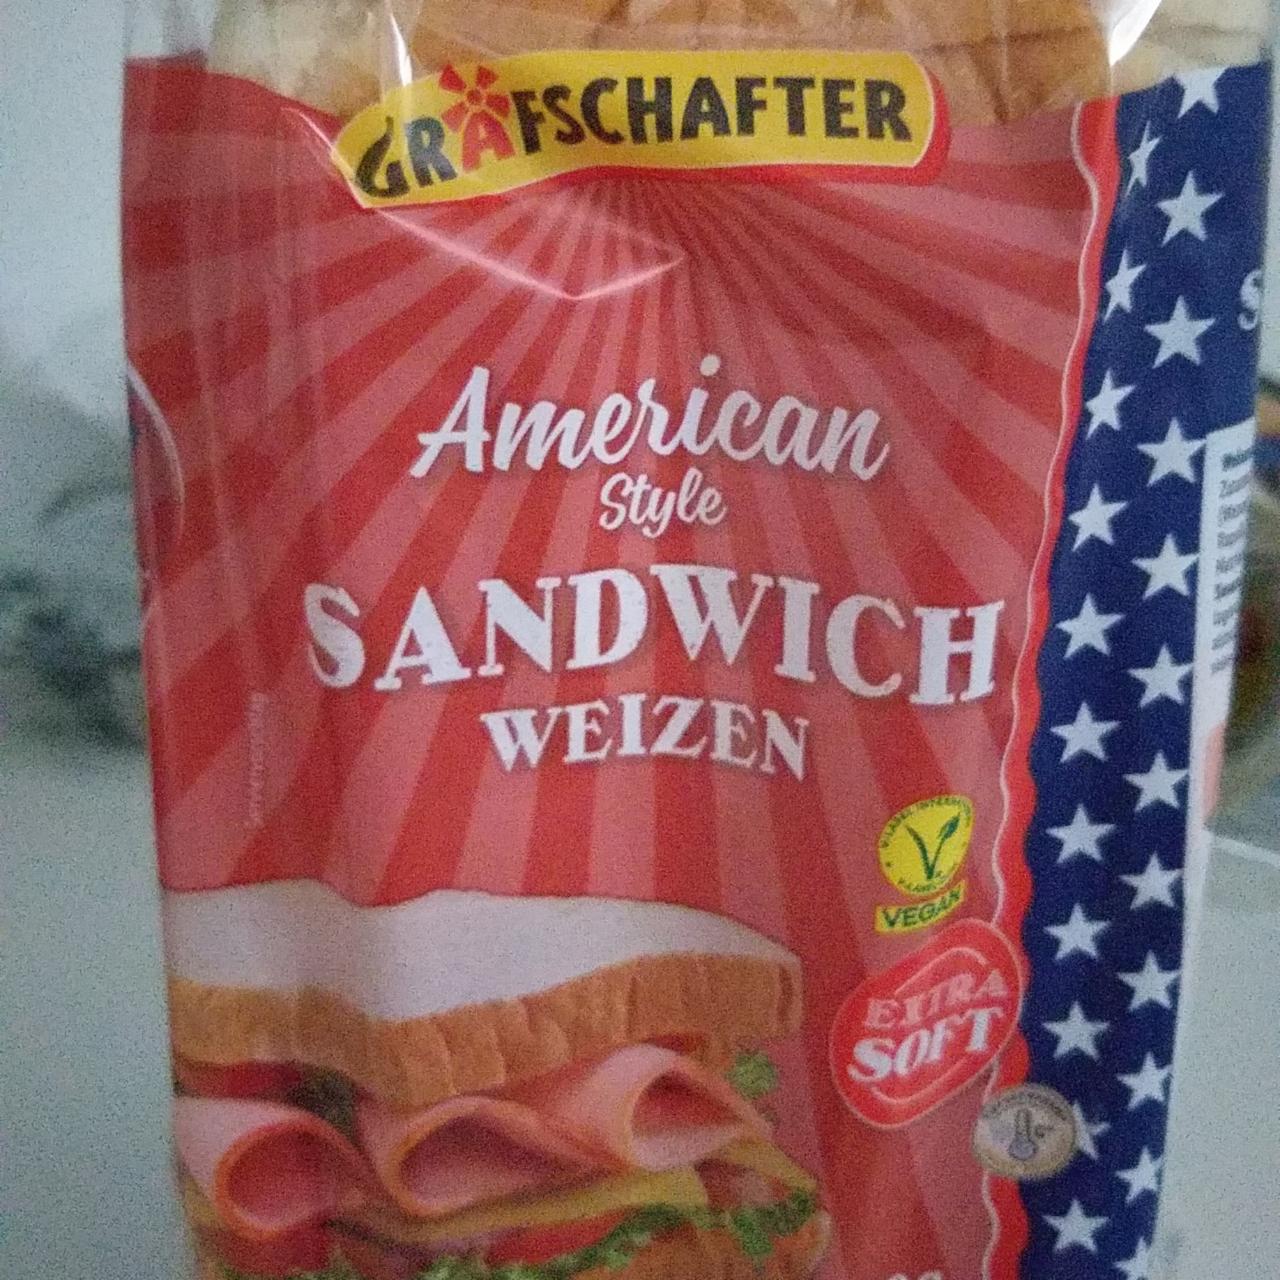 GRAFSCHAFTER
American
Style
SANDWICH
WEIZEN
VEGAN
EXTRA
SOFT